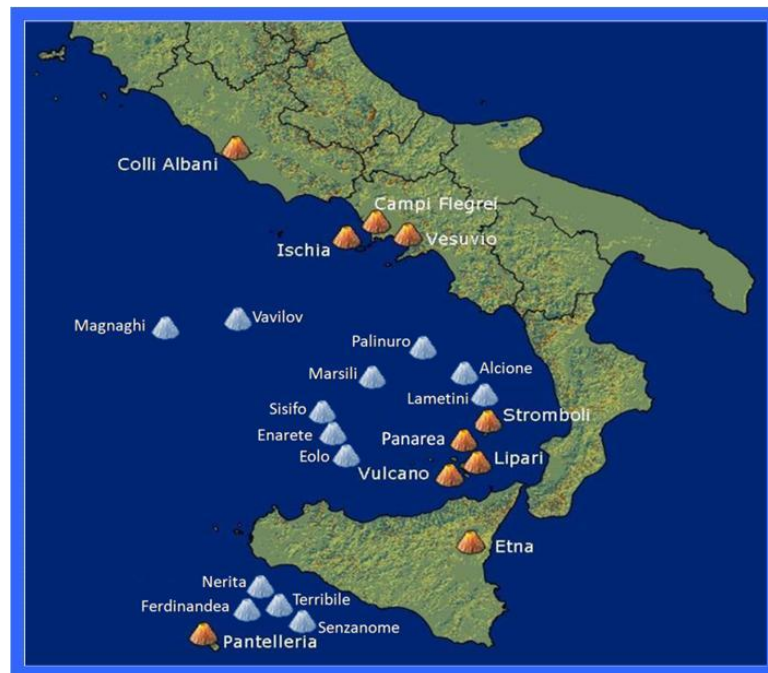 Colli Albani
Campi Flegrei
Ischia
Vesuvio
Magnaghi
Vavilov
Palinuro
Marsili
Alcione
Lametini
Sisifo
Stromboli
Enarete
Panarea
Eolo
Lipari
Vulcano
Etna
Nerita
Terribile
Ferdinandea
Senzanome
Pantelleria